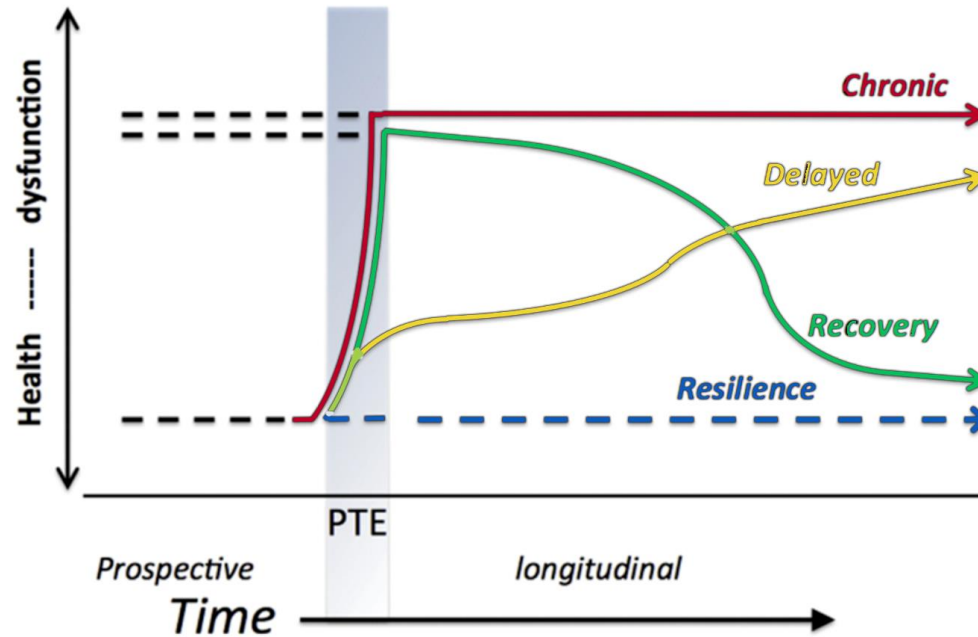 Health ------ dysfunction
Chronic
Delayed
Recovery
Resilience
PTE
Prospective
longitudinal
Time